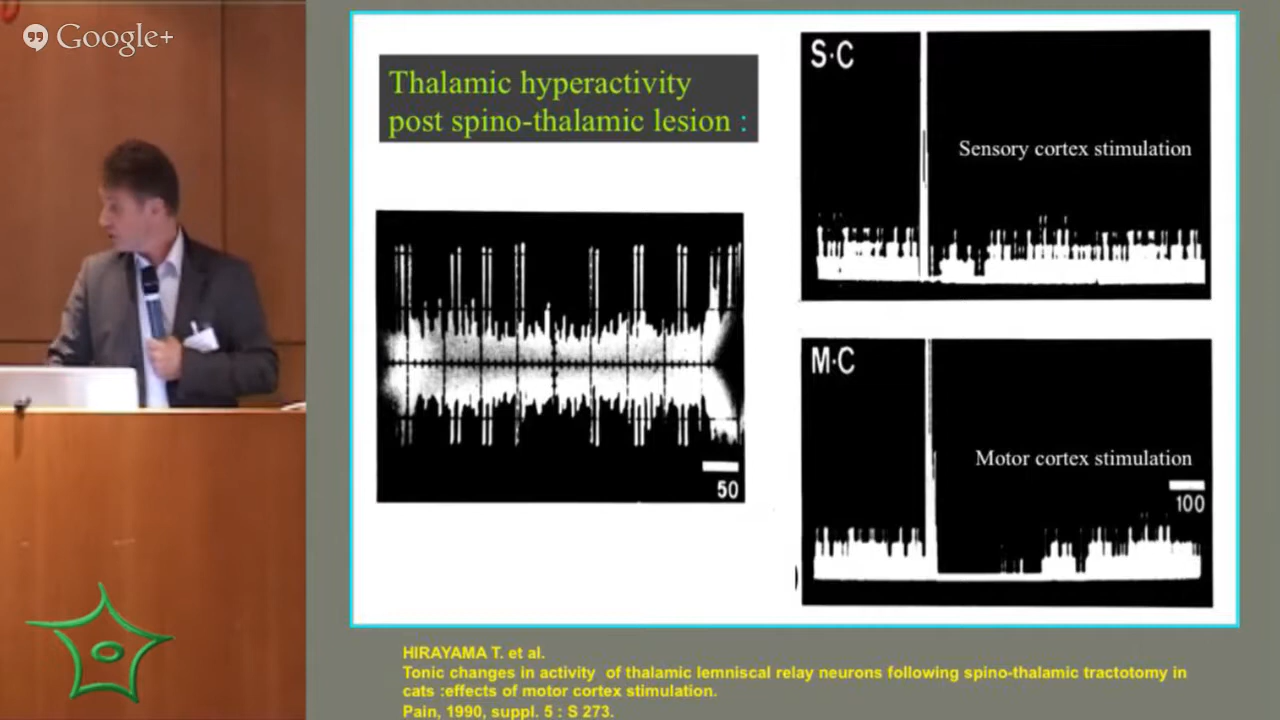 Google+
Thalamic hyperactivity
post spino-thalamic lesion :
50
S·C
Sensory cortex stimulation
M·C
Motor cortex stimulation
100
HIRAYAMA T. et al.
Tonic changes in activity of thalamic lemniscal relay neurons following spino-thalamic tractotomy in
cats :effects of motor cortex stimulation.
Pain, 1990, suppl. 5 : S 273.